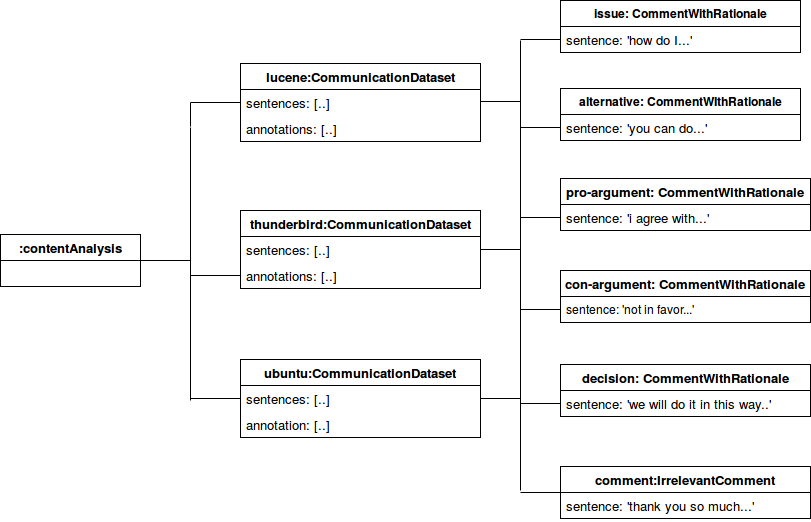 :contentAnalysis
lucene:CommunicationDataset
sentences: [..]
annotations: [..]
thunderbird:CommunicationDataset
sentences: [..]
annotations: [..]
ubuntu:CommunicationDataset
sentences: [..]
annotation: [..]
issue: CommentWithRationale
sentence: 'how do I...'
alternative: CommentWIthRationale
sentence: 'you can do...'
pro-argument: CommentWithRationale
sentence: 'i agree with...'
con-argument: CommentWithRationale
sentence: 'not in favor...'
decision: CommentWithRationale
sentence: 'we will do it in this way..'
comment:IrrelevantComment
sentence: 'thank you so much...'